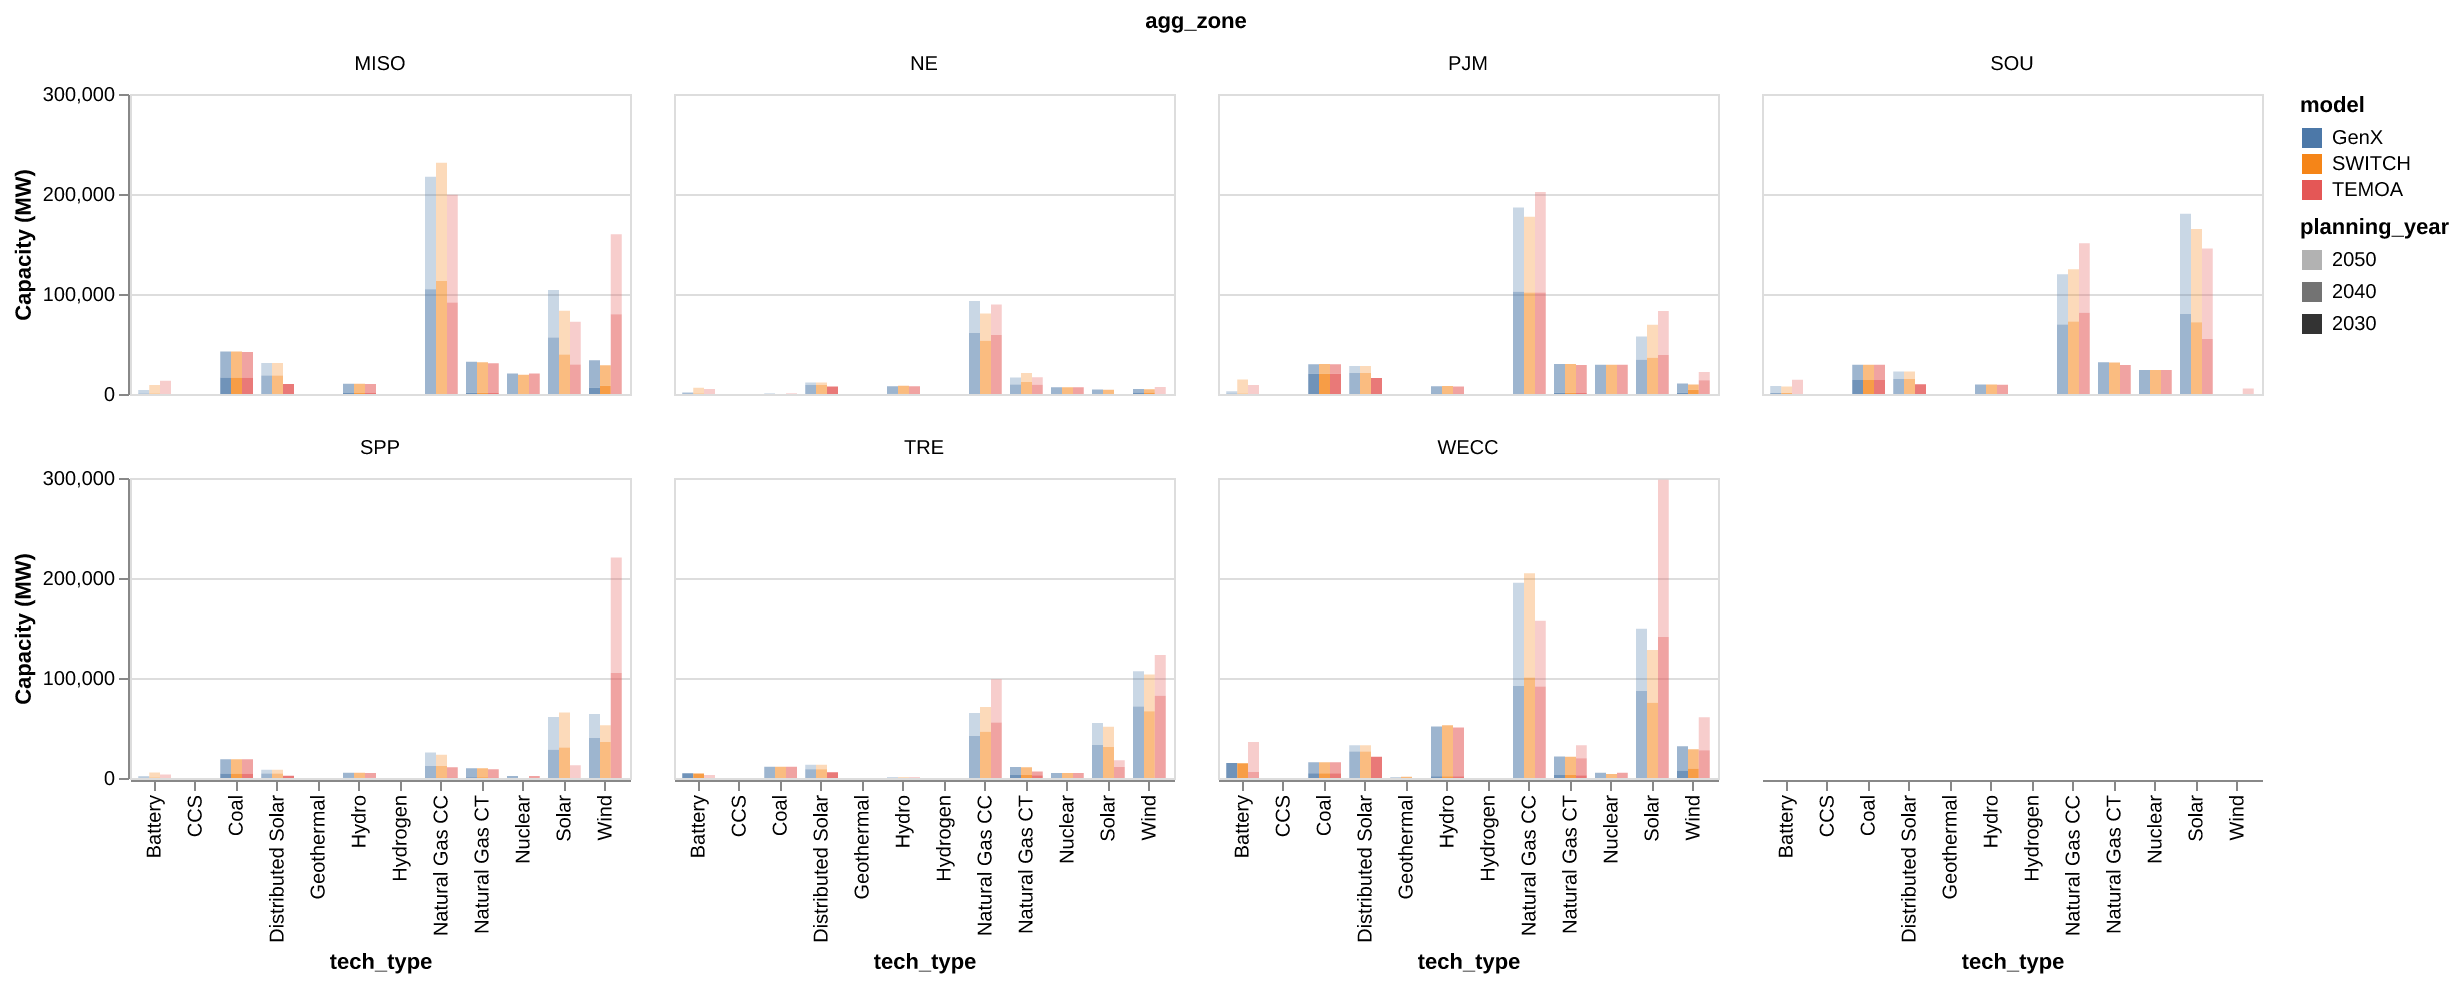 agg_zone
MISO
NE
PJM
SOU
300,000
200,000
100,000
0
Capacity (MW)
model
GenX
SWITCH
TEMOA
planning_year
2050
2040
2030
SPP
TRE
WECC
300,000
200,000
100,000
0
Capacity (MW)
Battery
CCS
Coal
Distributed Solar
Geothermal
Hydro
Hydrogen
Natural Gas CC
Natural Gas CT
Nuclear
Solar
Wind
tech_type
Battery
CCS
Coal
Distributed Solar
Geothermal
Hydro
Hydrogen
Natural Gas CC
Natural Gas CT
Nuclear
Solar
Wind
tech_type
Battery
CCS
Coal
Distributed Solar
Geothermal
Hydro
Hydrogen
Natural Gas CC
Natural Gas CT
Nuclear
Solar
Wind
tech_type
Battery
CCS
Coal
Distributed Solar
Geothermal
Hydro
Hydrogen
Natural Gas CC
Natural Gas CT
Nuclear
Solar
Wind
tech_type